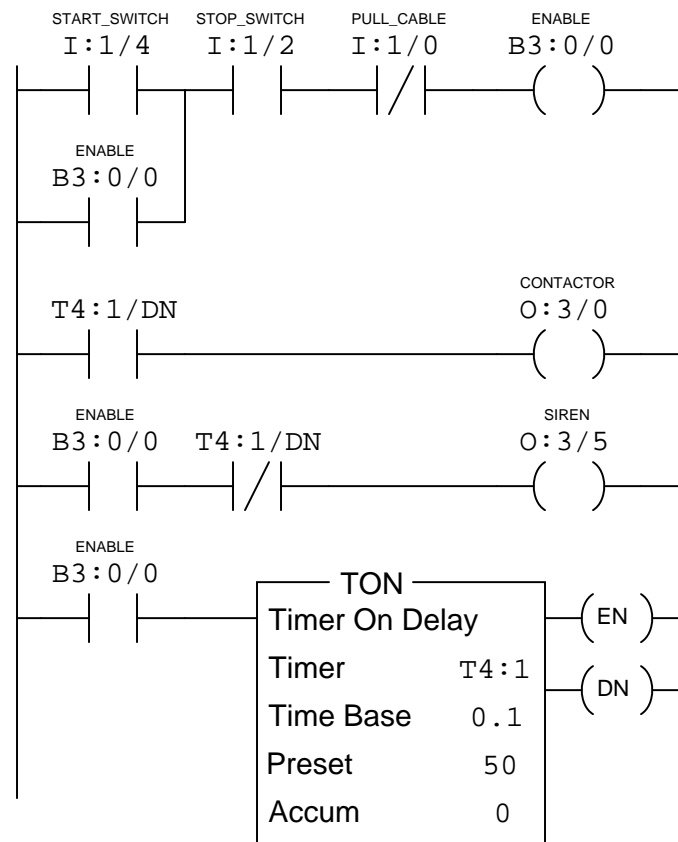 START_SWITCH STOP_SWITCH PULL_CABLE ENABLE
I:1/4 I:1/2 I:1/0 B3:0/0
ENABLE
B3:0/0
CONTACTOR
T4:1/DN O:3/0
ENABLE SIREN
B3:0/0 T4:1/DN O:3/5
ENABLE
B3:0/0
TON
Timer On Delay EN
Timer T4:1
DN
Time Base 0.1
Preset 50
Accum 0